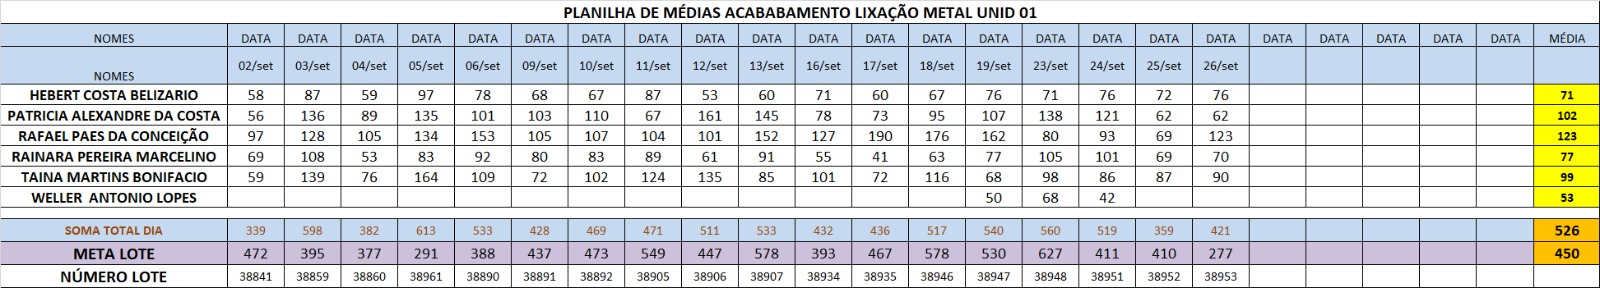 PLANILHA DE MÉDIAS ACABABAMENTO LIXAÇÃO METAL UNID 01
NOMES DATA DATA DATA DATA DATA DATA DATA DATA DATA DATA DATA DATA DATA DATA DATA DATA DATA DATA DATA DATA DATA DATA DATA MÉDIA
NOMES 02/set 03/set 04/set 05/set 06/set 09/set 10/set 11/set 12/set 13/set 16/set 17/set 18/set 19/set 23/set 24/set 25/set 26/set
HEBERT COSTA BELIZARIO 58 87 59 97 78 68 67 87 53 60 71 60 67 76 71 76 72 76 71
PATRICIA ALEXANDRE DA COSTA 56 136 89 135 101 103 110 67 161 145 78 73 95 107 138 121 62 62 102
RAFAEL PAES DA CONCEIÇÃO 97 128 105 134 153 105 107 104 101 152 127 190 176 162 80 93 69 123 123
RAINARA PEREIRA MARCELINO 69 108 53 83 92 80 83 89 61 91 55 41 63 77 105 101 69 70 77
TAINA MARTINS BONIFACIO 59 139 76 164 109 72 102 124 135 85 101 72 116 68 98 86 87 90 99
WELLER ANTONIO LOPES 50 68 42 53
SOMA TOTAL DIA 339 598 382 613 533 428 469 471 511 533 432 436 517 540 560 519 359 421 526
META LOTE 472 395 377 291 388 437 473 549 447 578 393 467 578 530 627 411 410 277 450
NÚMERO LOTE 38841 38859 38860 38961 38890 38891 38892 38905 38906 38907 38934 38935 38946 38947 38948 38951 38952 38953